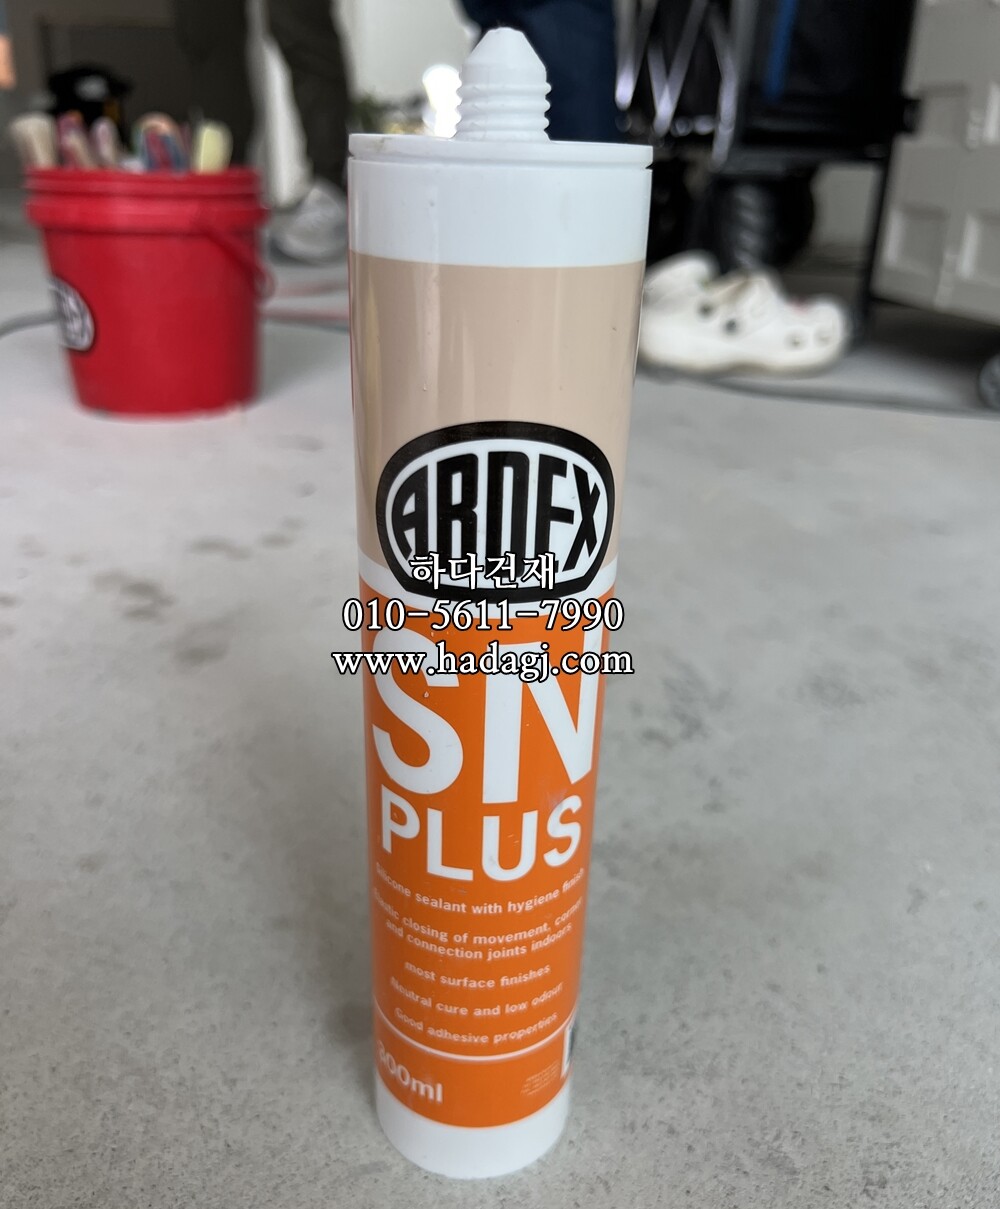 ARDEX
하다건재
010-5611-7990
www.hadagj.com
SN
PLUS
Silicone sealant with hygiene finish
closing of movement, corner
and connection joints indoors
most surface finishes
Neutral cure and low odour
Good adhesive properties
300ml